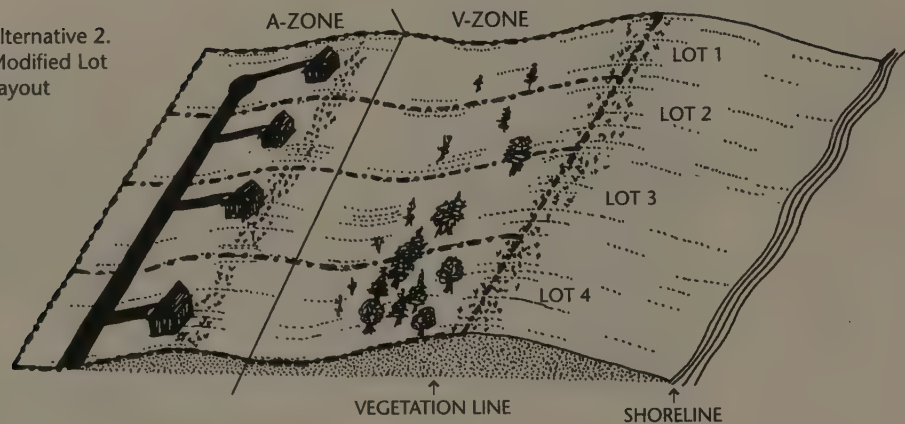 lternative 2.
Modified Lot
ayout
A-ZONE
V-ZONE
LOT 1
LOT 2
LOT 3
LOT 4
VEGETATION LINE
SHORELINE